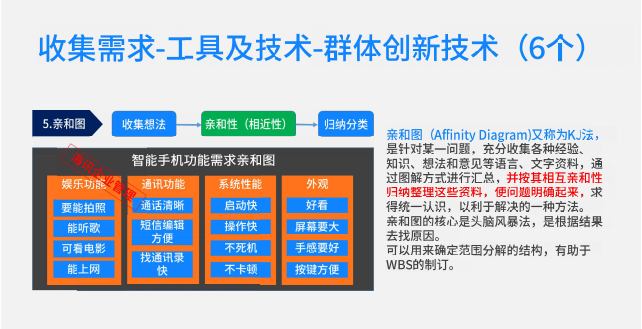 收集需求-工具及技术-群体创新技术（6个）
5.亲和图
收集想法
亲和性（相近性）
归纳分类
智能手机功能需求亲和图
娱乐功能
要能拍照
能听歌
可看电影
能上网
通讯功能
通话清晰
短信编辑
方便
找通讯录
快
系统性能
启动快
操作快
不死机
不卡顿
外观
好看
屏幕要大
手感要好
按键方便
亲和图（Affinity Diagram)又称为KJ法，
是针对某一问题，充分收集各种经验、
知识、想法和意见等语言、文字资料，通
过图解方式进行汇总，并按其相互亲和性
归纳整理这些资料，使问题明确起来，求
得统一认识，以利于解决的一种方法。
亲和图的核心是头脑风暴法，是根据结果
去找原因。
可以用来确定范围分解的结构，有助于
WBS的制订。